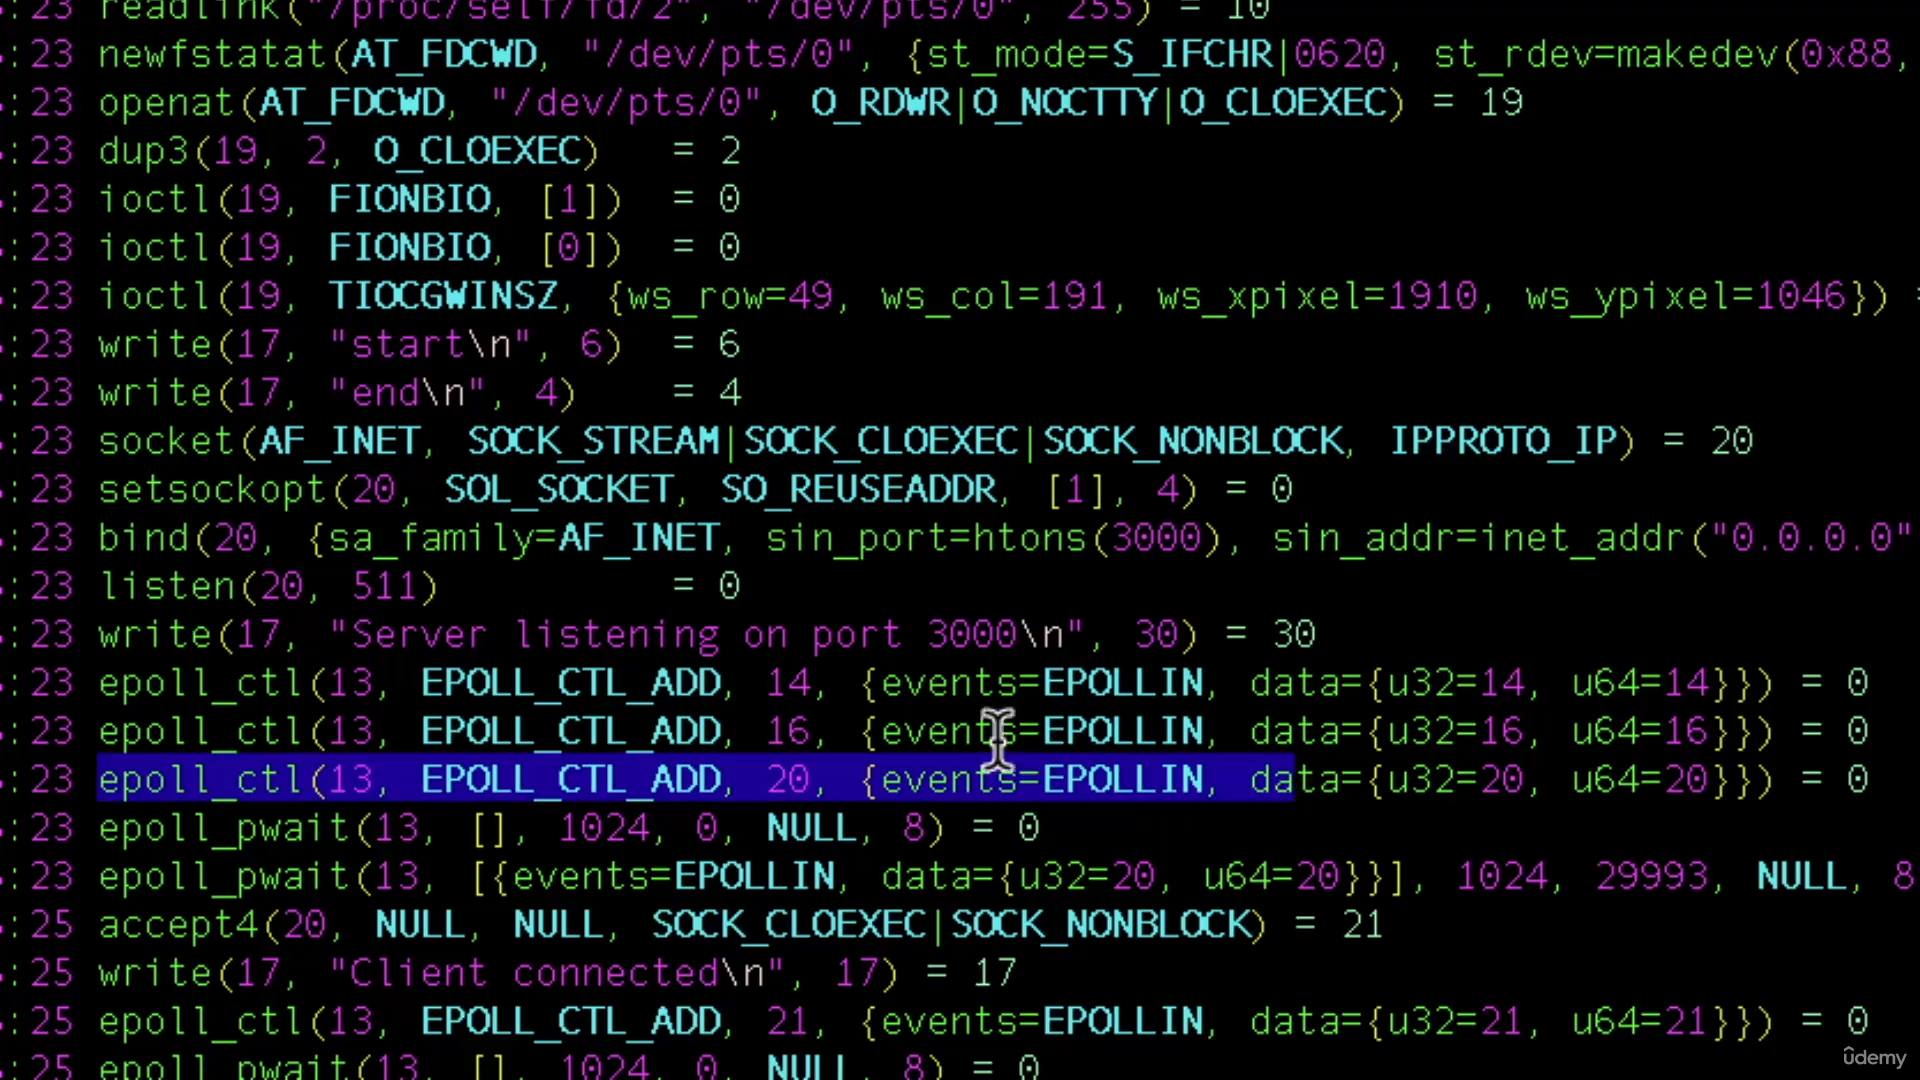 readlink("/proc/self/fd/2", "/dev/pts/0", 255) = 10
:23 newfstatat(AT_FDCWD, "/dev/pts/0", {st_mode=S_IFCHR|0620, st_rdev=makedev(0x88,
:23 openat(AT_FDCWD, "/dev/pts/0", O_RDWR|O_NOCTTY|O_CLOEXEC) = 19
:23 dup3(19, 2, O_CLOEXEC) = 2
:23 ioctl(19, FIONBIO, [1]) = 0
:23 ioctl(19, FIONBIO, [0]) = 0
:23 ioctl(19, TIOCGWINSZ, {ws_row=49, ws_col=191, ws_xpixel=1910, ws_ypixel=1046}) =
:23 write(17, "start\n", 6) = 6
:23 write(17, "end\n", 4) = 4
:23 socket(AF_INET, SOCK_STREAM|SOCK_CLOEXEC|SOCK_NONBLOCK, IPPROTO_IP) = 20
:23 setsockopt(20, SOL_SOCKET, SO_REUSEADDR, [1], 4) = 0
:23 bind(20, {sa_family=AF_INET, sin_port=htons(3000), sin_addr=inet_addr("0.0.0.0"
:23 listen(20, 511) = 0
:23 write(17, "Server listening on port 3000\n", 30) = 30
:23 epoll_ctl(13, EPOLL_CTL_ADD, 14, {events=EPOLLIN, data={u32=14, u64=14}}) = 0
:23 epoll_ctl(13, EPOLL_CTL_ADD, 16, {events=EPOLLIN, data={u32=16, u64=16}}) = 0
:23 epoll_ctl(13, EPOLL_CTL_ADD, 20, {events=EPOLLIN, data={u32=20, u64=20}}) = 0
:23 epoll_pwait(13, [], 1024, 0, NULL, 8) = 0
:23 epoll_pwait(13, [{events=EPOLLIN, data={u32=20, u64=20}}], 1024, 29993, NULL, 8
:25 accept4(20, NULL, NULL, SOCK_CLOEXEC|SOCK_NONBLOCK) = 21
:25 write(17, "Client connected\n", 17) = 17
:25 epoll_ctl(13, EPOLL_CTL_ADD, 21, {events=EPOLLIN, data={u32=21, u64=21}}) = 0
:25 epoll_pwait(13, [], 1024, 0, NULL, 8) = 0
ûdemy